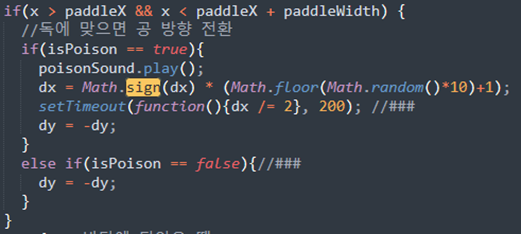 if(x > paddleX && x < paddleX + paddleWidth) {
//독에 맞으면 공 방향 전환
if(isPoison == true){
poisonSound.play();
dx = Math.sign(dx) * (Math.floor(Math.random()*10)+1);
setTimeout(function(){dx /= 2}, 200); //###
dy = -dy;
}
else if(isPoison == false){//###
dy = -dy;
}
}